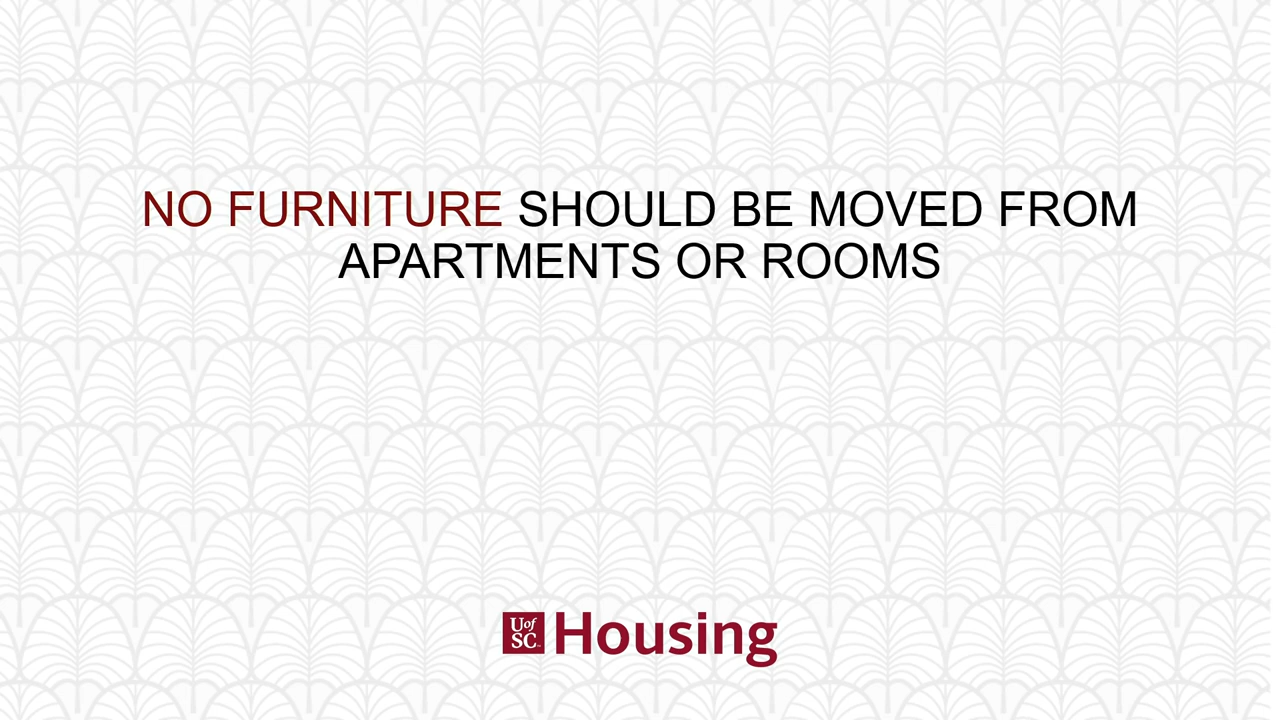 NO FURNITURE SHOULD BE MOVED FROM
APARTMENTS OR ROOMS
UofSC Housing